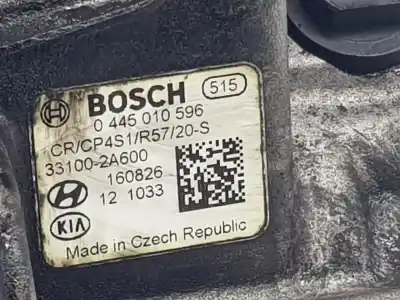 BOSCH 515
0 445 010 596
CR/CP4S1/R57/20-S
33100-2A600
160826
12 1033
KIA
Made in Czech Republic